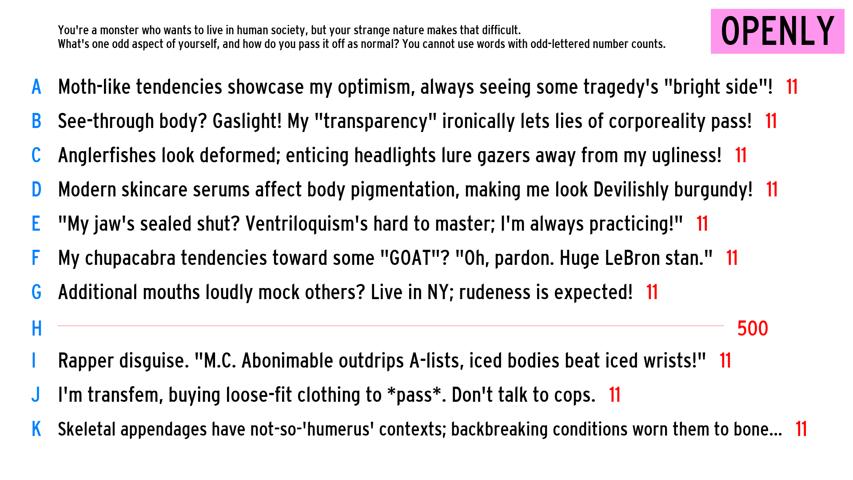 You're a monster who wants to live in human society, but your strange nature makes that difficult.
What's one odd aspect of yourself, and how do you pass it off as normal? You cannot use words with odd-lettered number counts.
OPENLY
A Moth-like tendencies showcase my optimism, always seeing some tragedy's "bright side"! 11
B See-through body? Gaslight! My "transparency" ironically lets lies of corporeality pass! 11
C Anglerfishes look deformed; enticing headlights lure gazers away from my ugliness! 11
D Modern skincare serums affect body pigmentation, making me look Devilishly burgundy! 11
E "My jaw's sealed shut? Ventriloquism's hard to master; I'm always practicing!" 11
F My chupacabra tendencies toward some "GOAT"? "Oh, pardon. Huge LeBron stan." 11
G Additional mouths loudly mock others? Live in NY; rudeness is expected! 11
H 500
I Rapper disguise. "M.C. Abonimable outdrips A-lists, iced bodies beat iced wrists!" 11
J I'm transfem, buying loose-fit clothing to *pass*. Don't talk to cops. 11
K Skeletal appendages have not-so-'humerus' contexts; backbreaking conditions worn them to bone... 11